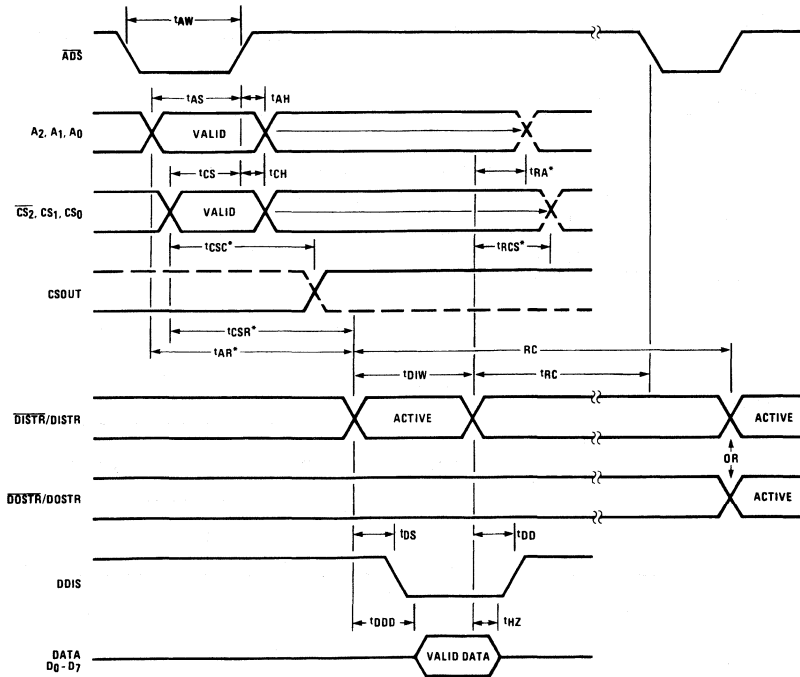 tAW
ADS
tAS tAH
A2, A1, A0 VALID
tRA*
tCS tCH
CS2, CS1, CS0 VALID
tCSC* tRCS*
CSOUT
tCSR*
tAR* RC
tDIW tRC
DISTR/DISTR ACTIVE ACTIVE
OR
DOSTR/DOSTR ACTIVE
tDS tDD
DDIS
tDDD tHZ
DATA
D0 - D7 VALID DATA